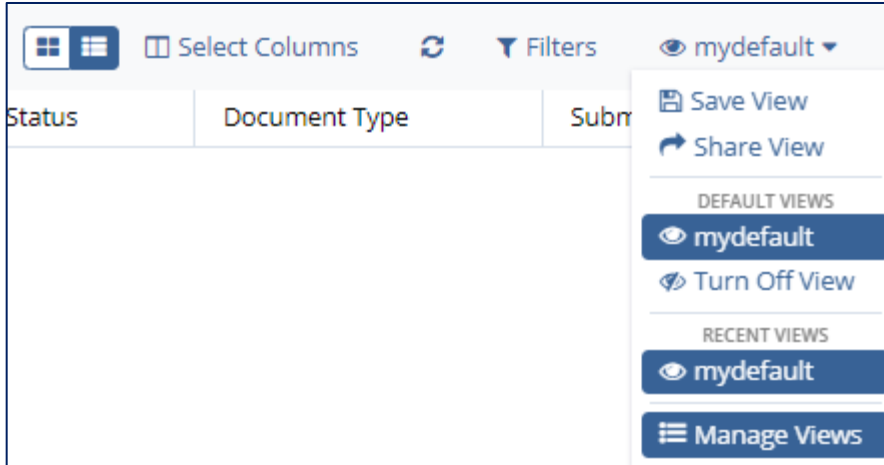 Select Columns Filters mydefault
Status Document Type Subm
Save View
Share View
DEFAULT VIEWS
mydefault
Turn Off View
RECENT VIEWS
mydefault
Manage Views